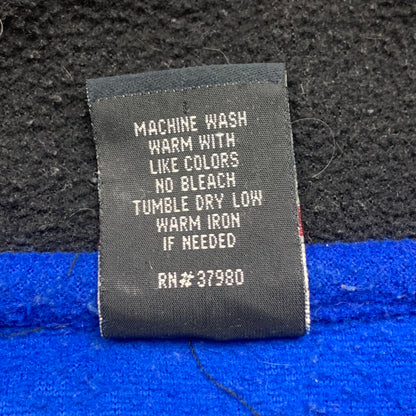 MACHINE WASH
WARM WITH
LIKE COLORS
NO BLEACH
TUMBLE DRY LOW
WARM IRON
IF NEEDED
RN#37980